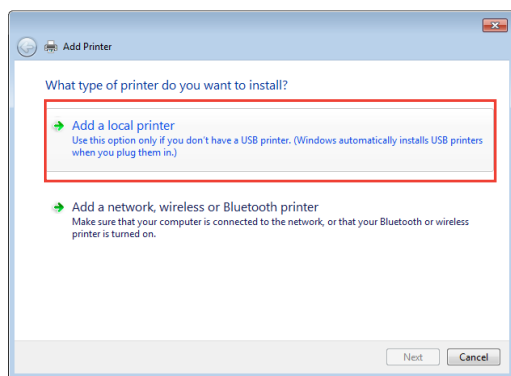 Add Printer
What type of printer do you want to install?
Add a local printer
Use this option only if you don't have a USB printer. (Windows automatically installs USB printers
when you plug them in.)
Add a network, wireless or Bluetooth printer
Make sure that your computer is connected to the network, or that your Bluetooth or wireless
printer is turned on.
Next Cancel